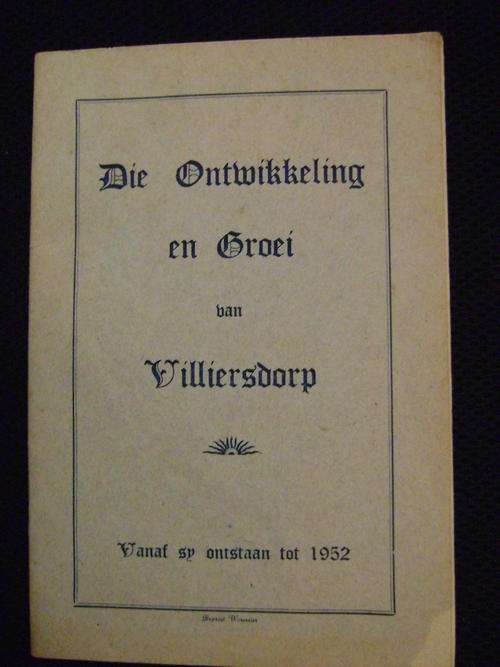 Die Ontwikkeling
en Groei
van
Villiersdorp
Vanaf sy ontstaan tot 1952